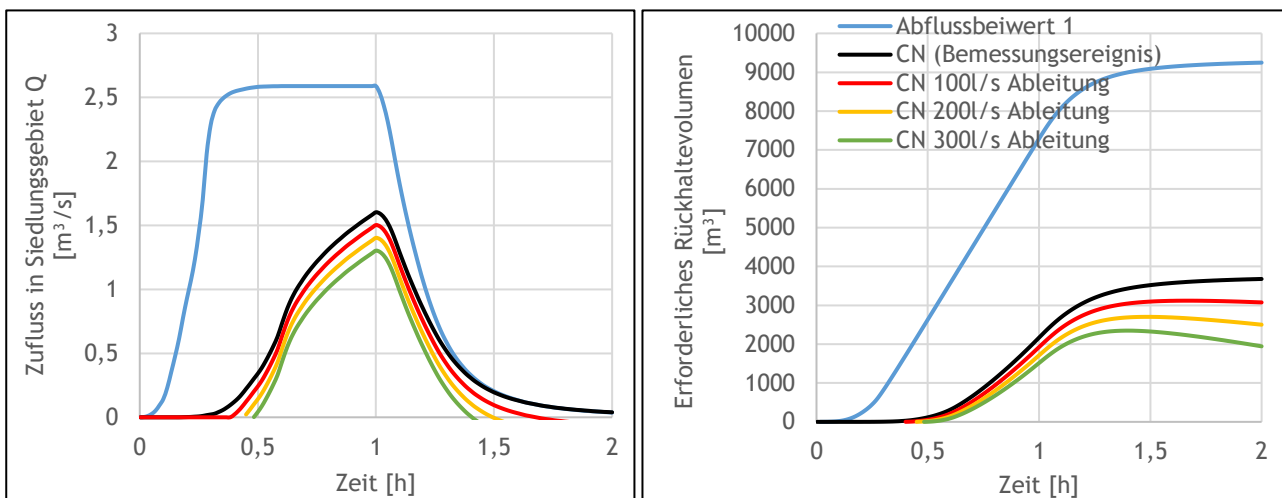 Zufluss in Siedlungsgebiet Q
[m³/s]
3
2,5
2
1,5
1
0,5
0
0
0,5
1
1,5
2
Zeit [h]
Erforderliches Rückhaltevolumen
[m³]
10000
9000
8000
7000
6000
5000
4000
3000
2000
1000
0
Abflussbeiwert 1
CN (Bemessungsereignis)
CN 100l/s Ableitung
CN 200l/s Ableitung
CN 300l/s Ableitung
0
0,5
1
1,5
2
Zeit [h]